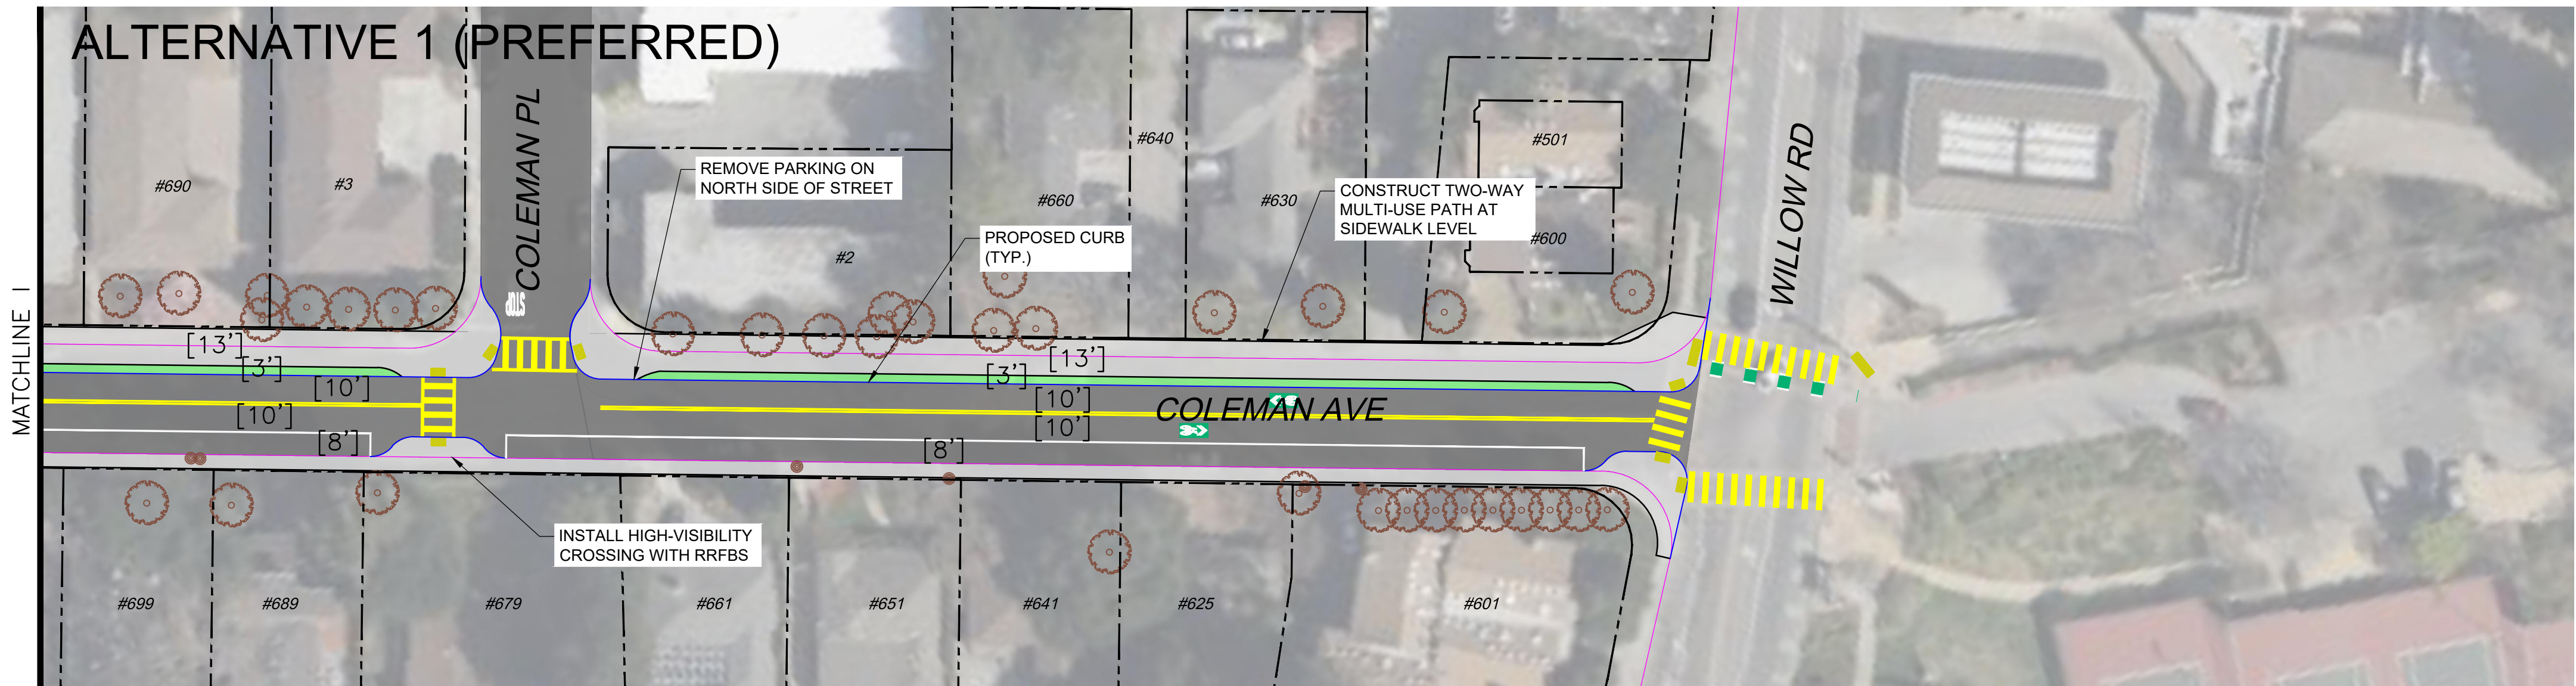 ALTERNATIVE 1 (PREFERRED)
MATCHLINE I
COLEMAN PL
STOP
#690
#3
#2
#660
#640
#630
#501
#600
WILLOW RD
REMOVE PARKING ON
NORTH SIDE OF STREET
PROPOSED CURB
(TYP.)
CONSTRUCT TWO-WAY
MULTI-USE PATH AT
SIDEWALK LEVEL
[13']
[3']
[10']
[10']
[8']
[13']
[3']
[10']
[10']
[8']
COLEMAN AVE
INSTALL HIGH-VISIBILITY
CROSSING WITH RRFBS
#699
#689
#679
#661
#651
#641
#625
#601